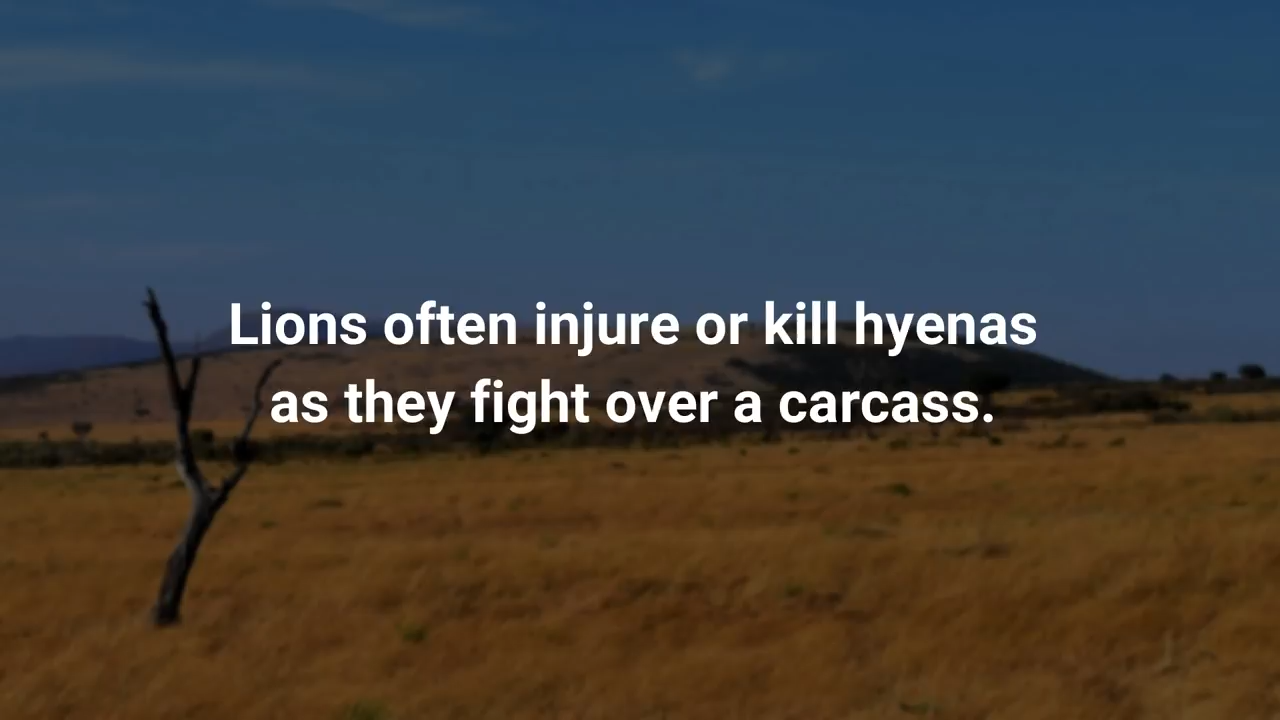 Lions often injure or kill hyenas
as they fight over a carcass.